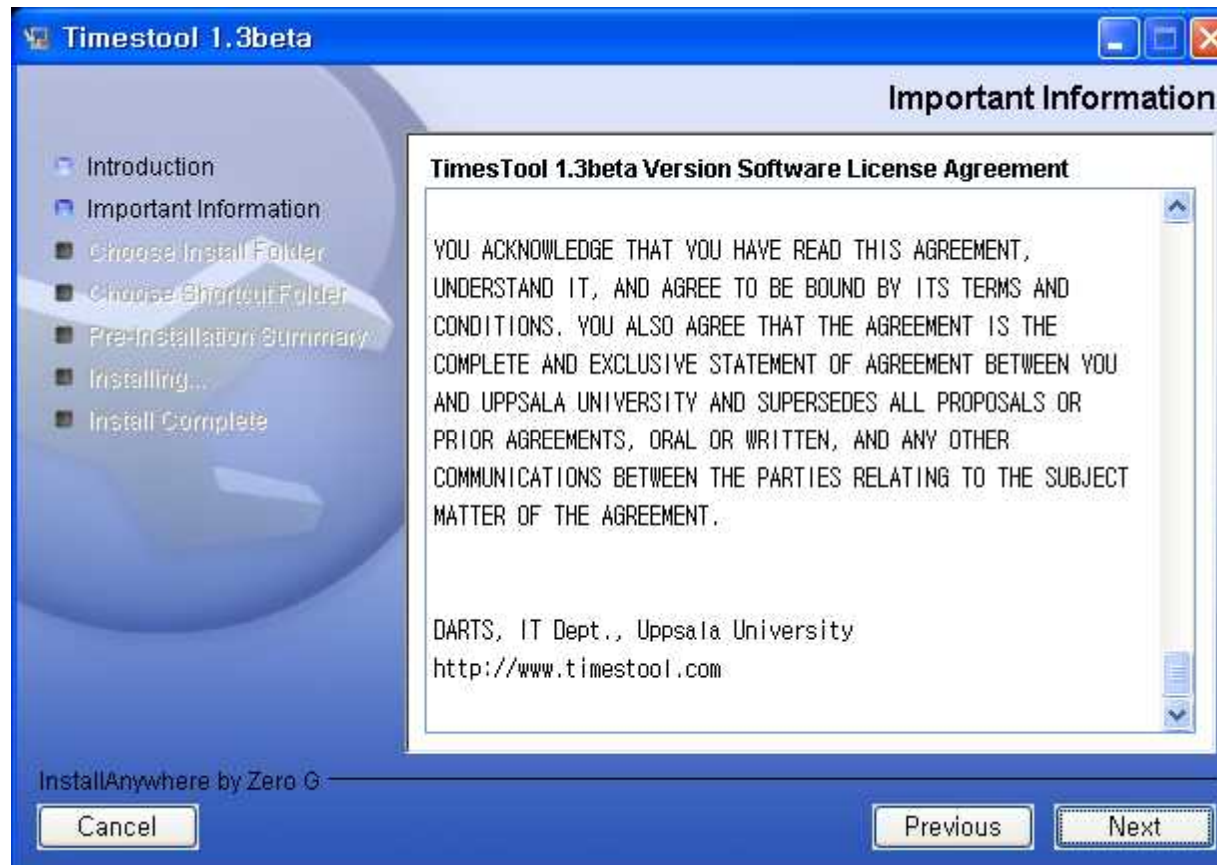 Timestool 1.3beta
Important Information
Introduction
Important Information
Choose Install Folder
Choose Shortcut Folder
Pre-Installation Summary
Installing...
Install Complete
TimesTool 1.3beta Version Software License Agreement
YOU ACKNOWLEDGE THAT YOU HAVE READ THIS AGREEMENT,
UNDERSTAND IT, AND AGREE TO BE BOUND BY ITS TERMS AND
CONDITIONS. YOU ALSO AGREE THAT THE AGREEMENT IS THE
COMPLETE AND EXCLUSIVE STATEMENT OF AGREEMENT BETWEEN YOU
AND UPPSALA UNIVERSITY AND SUPERSEDES ALL PROPOSALS OR
PRIOR AGREEMENTS, ORAL OR WRITTEN, AND ANY OTHER
COMMUNICATIONS BETWEEN THE PARTIES RELATING TO THE SUBJECT
MATTER OF THE AGREEMENT.
DARTS, IT Dept., Uppsala University
http://www.timestool.com
InstallAnywhere by Zero G
Cancel
Previous
Next